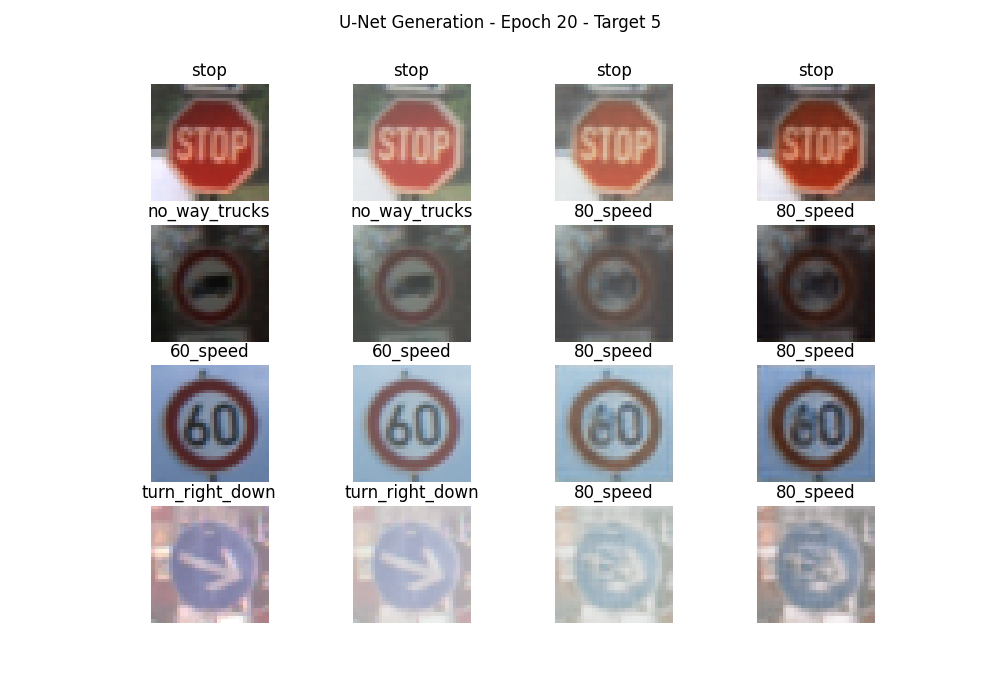 U-Net Generation - Epoch 20 - Target 5
stop stop stop stop
STOP STOP STOP STOP
no_way_trucks no_way_trucks 80_speed 80_speed
60_speed 60_speed 80_speed 80_speed
60 60 80 80
turn_right_down turn_right_down 80_speed 80_speed